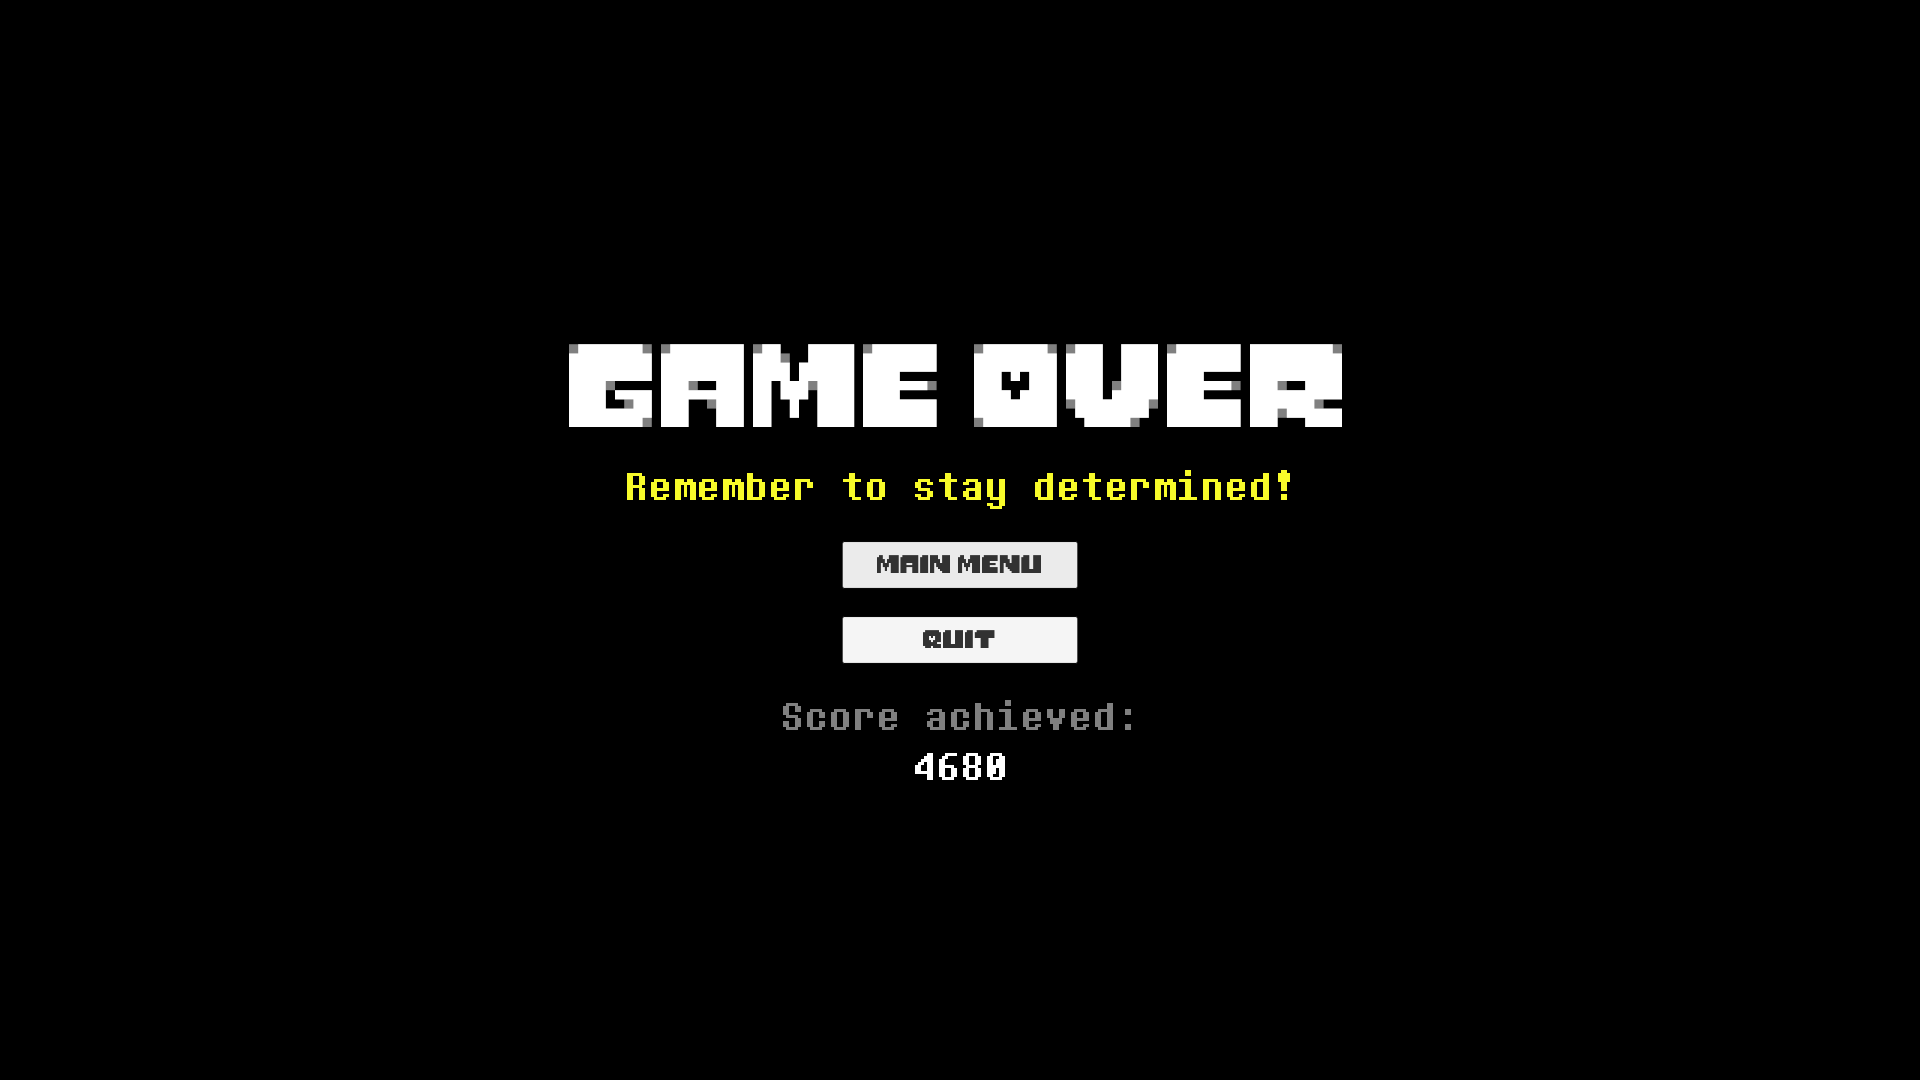 GAME OVER
Remember to stay determined!
MAIN MENU
QUIT
Score achieved:
4680